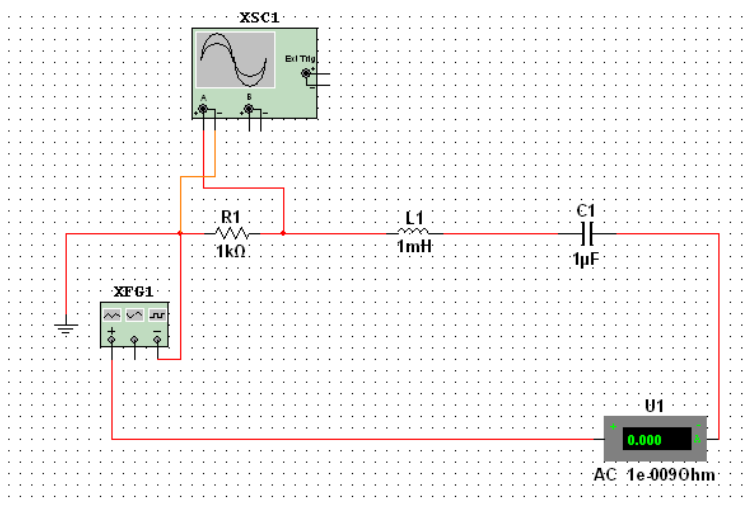 XSC1
Ext Trig
+
−
A
B
+ − + −
R1
1kΩ
L1
1mH
C1
1µF
XFG1
+ −
U1
+ −
0.000 A
AC 1e-009Ohm